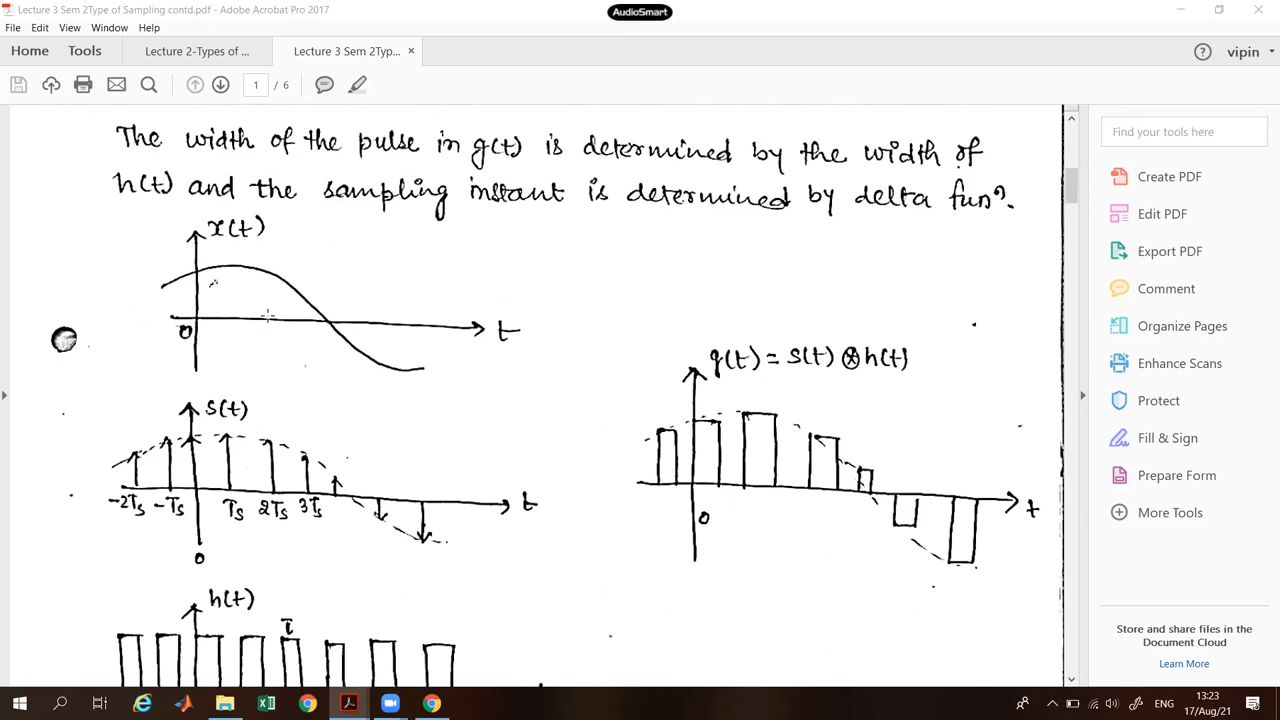 Lecture 3 Sem 2Type of Sampling contd.pdf - Adobe Acrobat Pro 2017
AudioSmart
File Edit View Window Help
Home Tools Lecture 2-Types of ... Lecture 3 Sem 2Typ... × vipin
1 / 6
The width of the pulse in g(t) is determined by the width of
h(t) and the sampling instant is determined by delta funⁿ.
x(t)
0
t
s(t)
-2Ts -Ts Ts 2Ts 3Ts
t
0
h(t)
τ
g(t) = s(t) ⊛ h(t)
0
t
Find your tools here
Create PDF
Edit PDF
Export PDF
Comment
Organize Pages
Enhance Scans
Protect
Fill & Sign
Prepare Form
More Tools
Store and share files in the
Document Cloud
Learn More
ENG
13:23
17/Aug/21